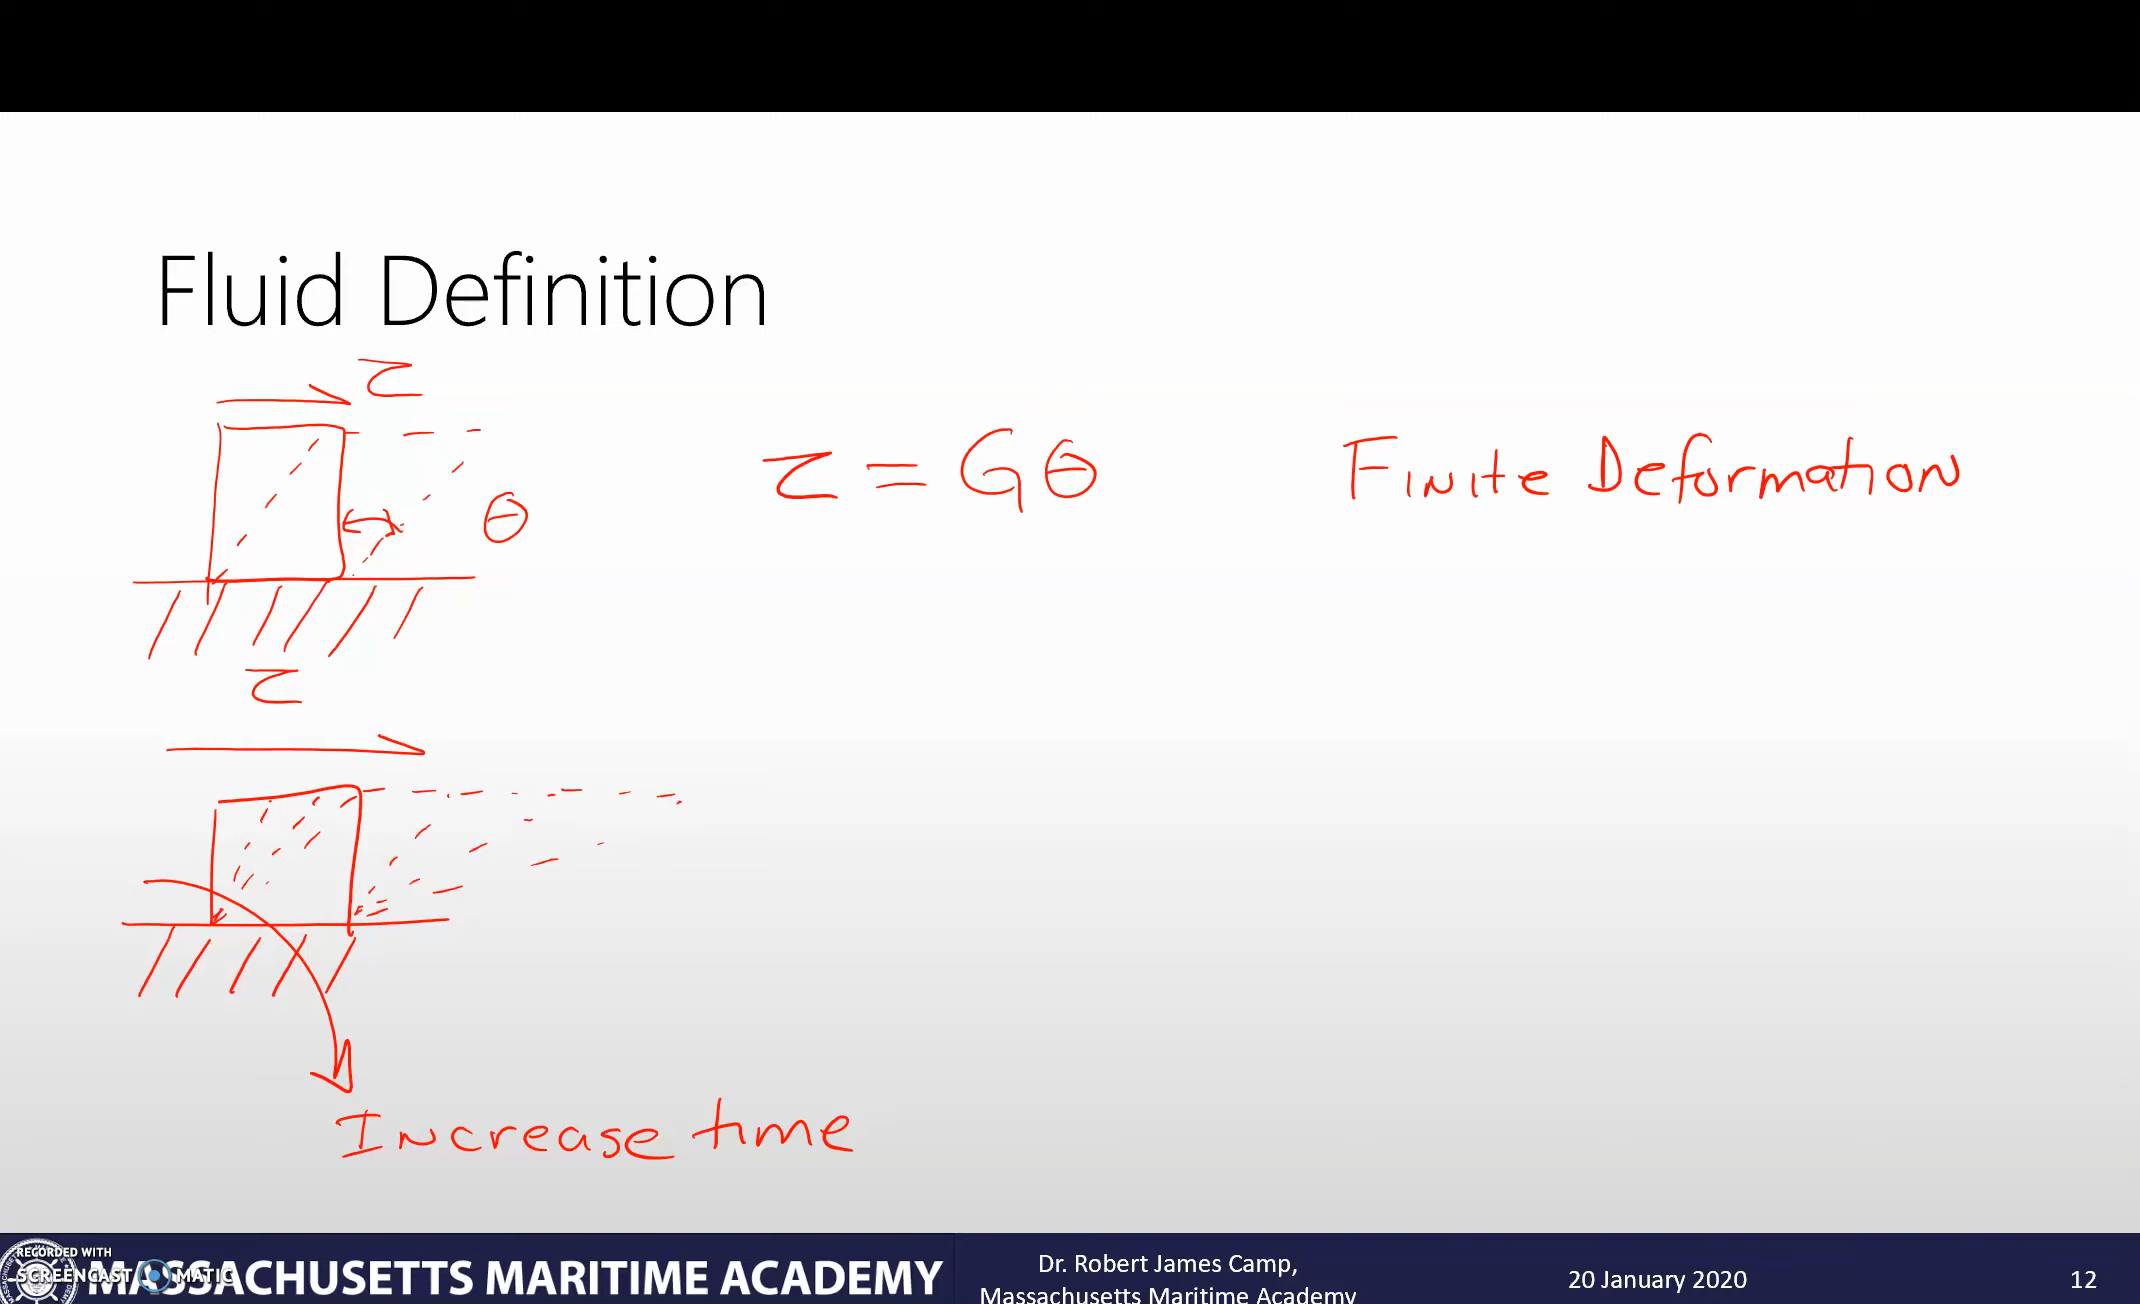 Fluid Definition
τ
τ = Gθ
Finite Deformation
θ
τ
Increase time
RECORDED WITH
SCREENCAST MATIC
MASSACHUSETTS MARITIME ACADEMY
Dr. Robert James Camp,
Massachusetts Maritime Academy
20 January 2020
12